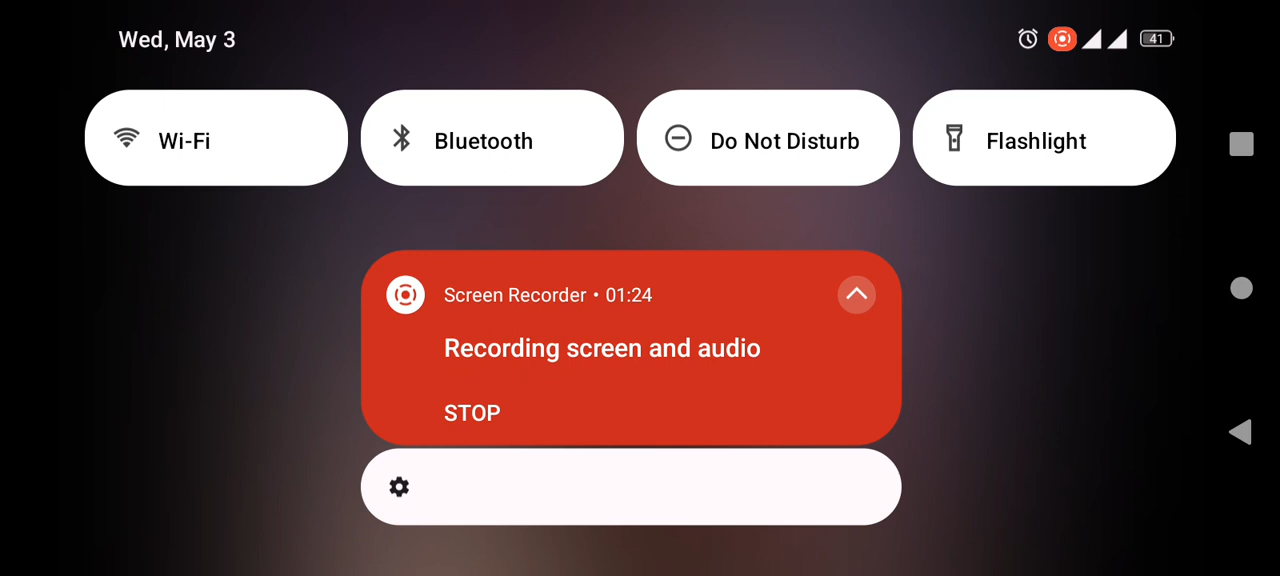 Wed, May 3
41
Wi-Fi
Bluetooth
Do Not Disturb
Flashlight
Screen Recorder • 01:24
Recording screen and audio
STOP